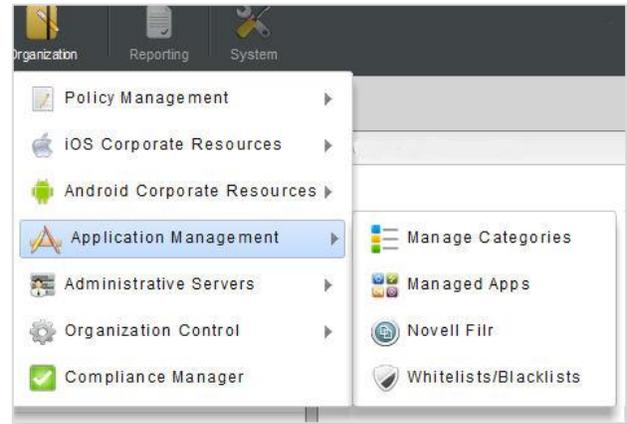 Organization
Reporting
System
Policy Management
iOS Corporate Resources
Android Corporate Resources
Application Management
Administrative Servers
Organization Control
Compliance Manager
Manage Categories
Managed Apps
Novell Filr
Whitelists/Blacklists